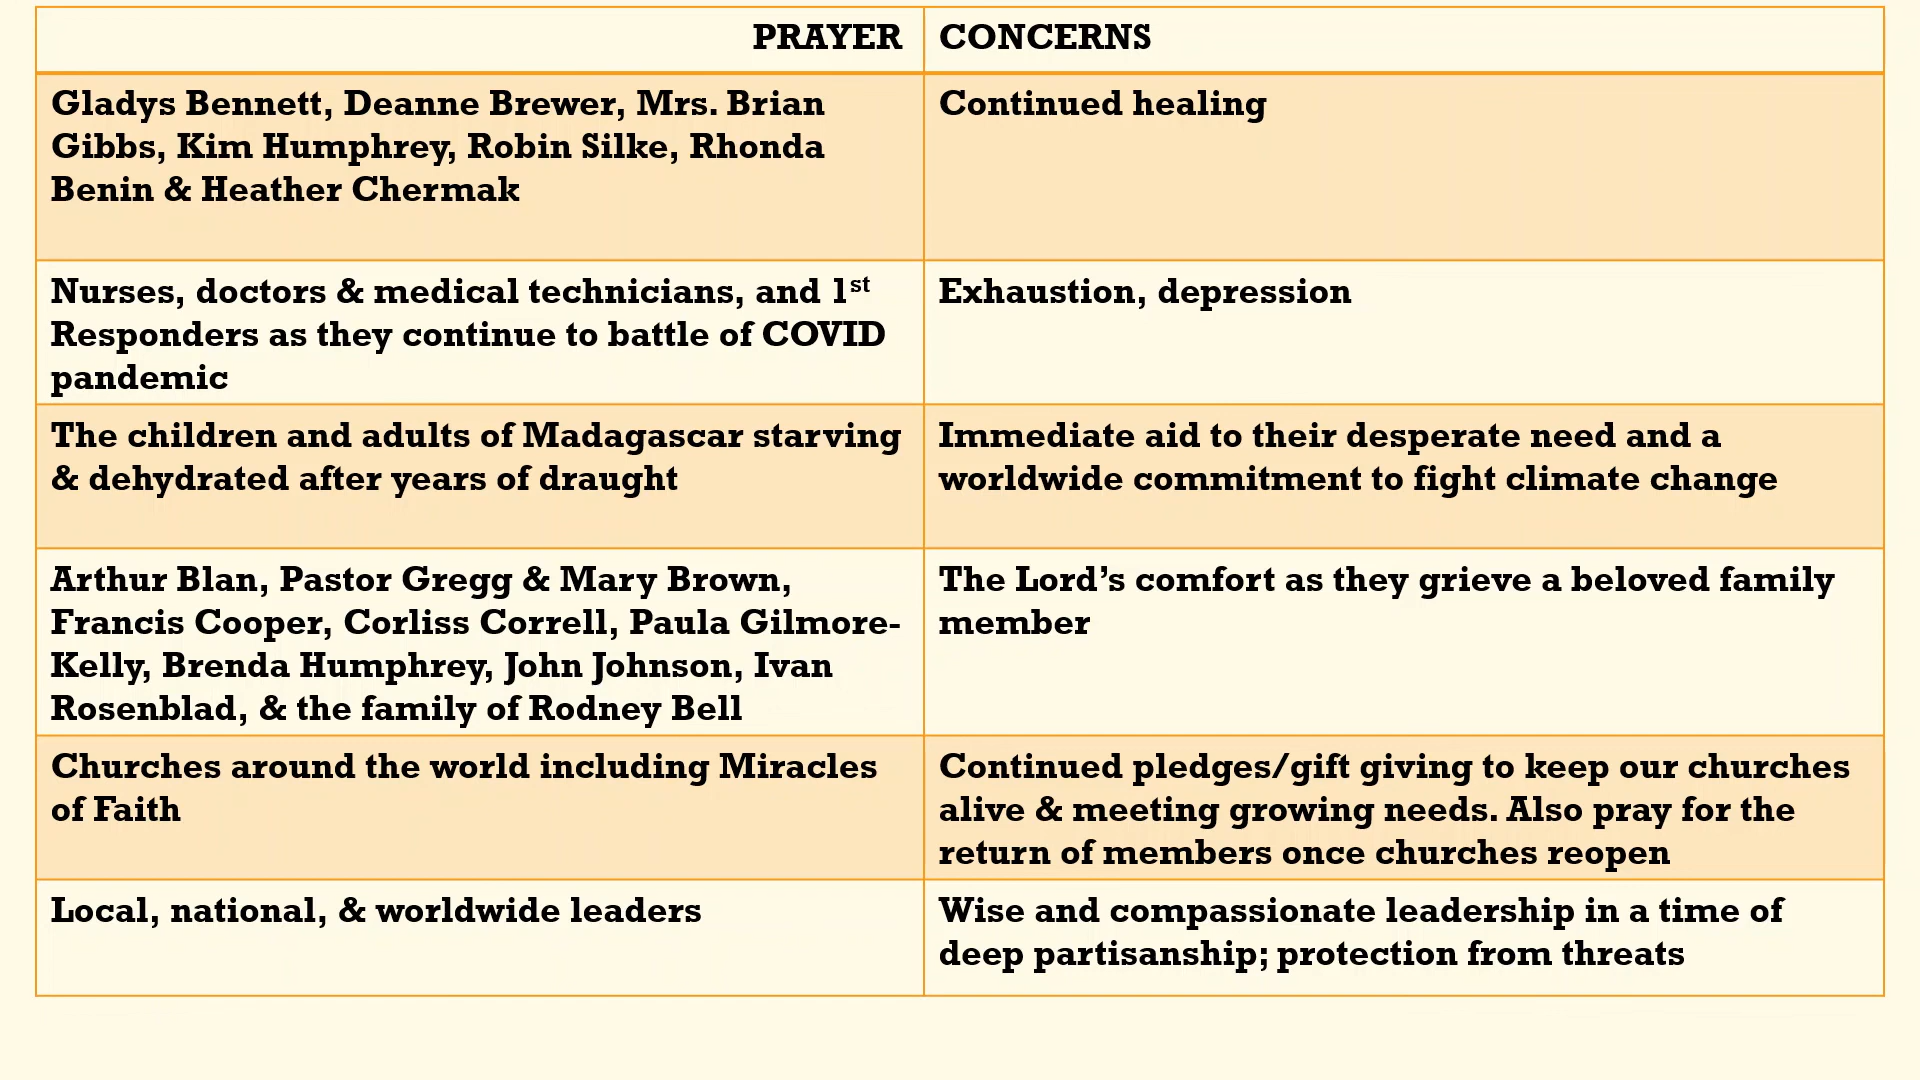 PRAYER CONCERNS
Gladys Bennett, Deanne Brewer, Mrs. Brian
Gibbs, Kim Humphrey, Robin Silke, Rhonda
Benin & Heather Chermak
Continued healing
Nurses, doctors & medical technicians, and 1st
Responders as they continue to battle of COVID
pandemic
Exhaustion, depression
The children and adults of Madagascar starving
& dehydrated after years of draught
Immediate aid to their desperate need and a
worldwide commitment to fight climate change
Arthur Blan, Pastor Gregg & Mary Brown,
Francis Cooper, Corliss Correll, Paula Gilmore-
Kelly, Brenda Humphrey, John Johnson, Ivan
Rosenblad, & the family of Rodney Bell
The Lord’s comfort as they grieve a beloved family
member
Churches around the world including Miracles
of Faith
Continued pledges/gift giving to keep our churches
alive & meeting growing needs. Also pray for the
return of members once churches reopen
Local, national, & worldwide leaders
Wise and compassionate leadership in a time of
deep partisanship; protection from threats